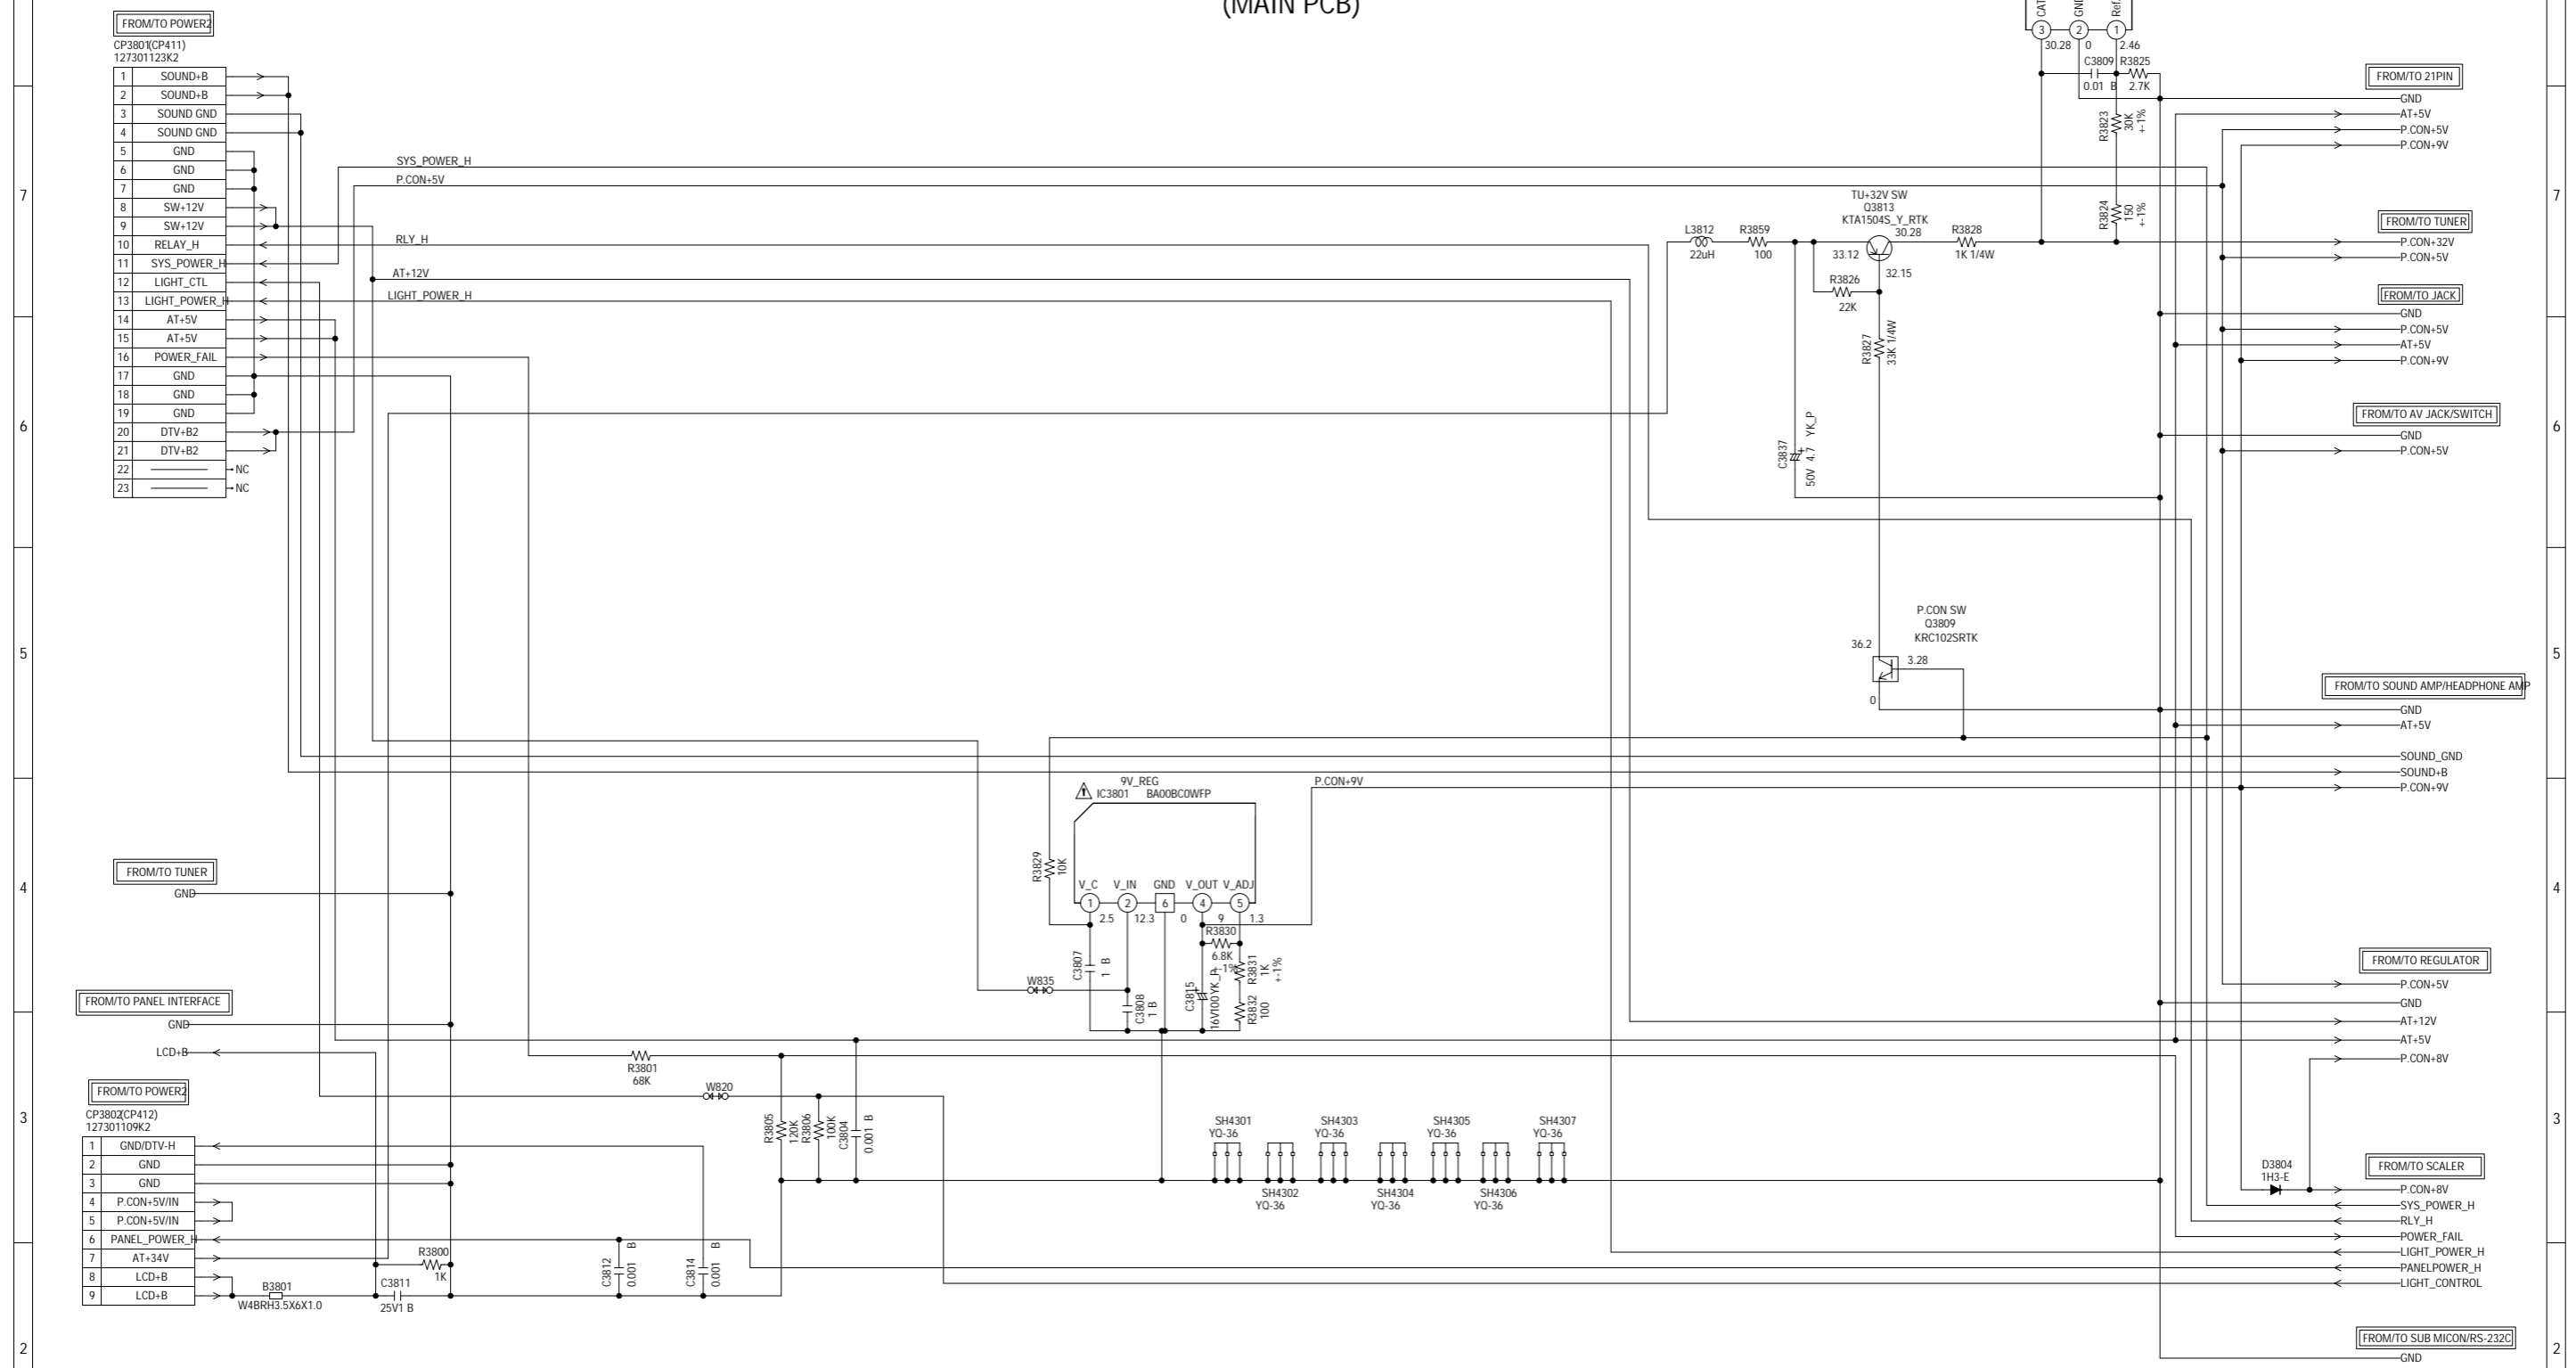 (MAIN PCB)
FROM/TO POWER2
CP3801(CP411)
127301123K2
1 SOUND+B
2 SOUND+B
3 SOUND GND
4 SOUND GND
5 GND
6 GND
7 GND
8 SW+12V
9 SW+12V
10 RELAY_H
11 SYS_POWER_H
12 LIGHT_CTL
13 LIGHT_POWER_H
14 AT+5V
15 AT+5V
16 POWER_FAIL
17 GND
18 GND
19 GND
20 DTV+B2
21 DTV+B2
22 NC
23 NC
SYS_POWER_H
P.CON+5V
RLY_H
AT+12V
LIGHT_POWER_H
7
6
5
4
3
2
CAT
GND
Ref.
3
2
1
30.28
0
2.46
C3809
0.01 B
R3825
2.7K
R3823
30K
+-1%
R3824
150
+-1%
TU+32V SW
Q3813
KTA1504S_Y_RTK
30.28
33.12
32.15
L3812
22uH
R3859
100
R3828
1K 1/4W
R3826
22K
R3827
33K 1/4W
C3837
50V 4.7 YK_P
P.CON SW
Q3809
KRC102SRTK
36.2
3.28
0
9V_REG
IC3801 BA00BC0WFP
P.CON+9V
V_C
V_IN
GND
V_OUT
V_ADJ
1
2
6
4
5
2.5
12.3
0
9
1.3
R3829
10K
C3807
1 B
W835
C3808
1 B
R3830
6.8K
+-1%
C3815
16V100YK_P
R3831
1K
+-1%
R3832
100
FROM/TO TUNER
GND
FROM/TO PANEL INTERFACE
GND
LCD+B
FROM/TO POWER2
CP3802(CP412)
127301109K2
1 GND/DTV-H
2 GND
3 GND
4 P.CON+5V/IN
5 P.CON+5V/IN
6 PANEL_POWER_H
7 AT+34V
8 LCD+B
9 LCD+B
B3801
W4BRH3.5X6X1.0
C3811
25V1 B
R3800
1K
R3801
68K
W820
R3805
120K
R3806
100K
C3804
0.001 B
C3812
0.001 B
C3814
0.001 B
SH4301
YQ-36
SH4302
YQ-36
SH4303
YQ-36
SH4304
YQ-36
SH4305
YQ-36
SH4306
YQ-36
SH4307
YQ-36
FROM/TO 21PIN
GND
AT+5V
P.CON+5V
P.CON+9V
FROM/TO TUNER
P.CON+32V
P.CON+5V
FROM/TO JACK
GND
P.CON+5V
AT+5V
P.CON+9V
FROM/TO AV JACK/SWITCH
GND
P.CON+5V
FROM/TO SOUND AMP/HEADPHONE AMP
GND
AT+5V
SOUND_GND
SOUND+B
P.CON+9V
FROM/TO REGULATOR
P.CON+5V
GND
AT+12V
AT+5V
P.CON+8V
D3804
1H3-E
FROM/TO SCALER
P.CON+8V
SYS_POWER_H
RLY_H
POWER_FAIL
LIGHT_POWER_H
PANELPOWER_H
LIGHT_CONTROL
FROM/TO SUB MICON/RS-232C
GND
7
6
5
4
3
2